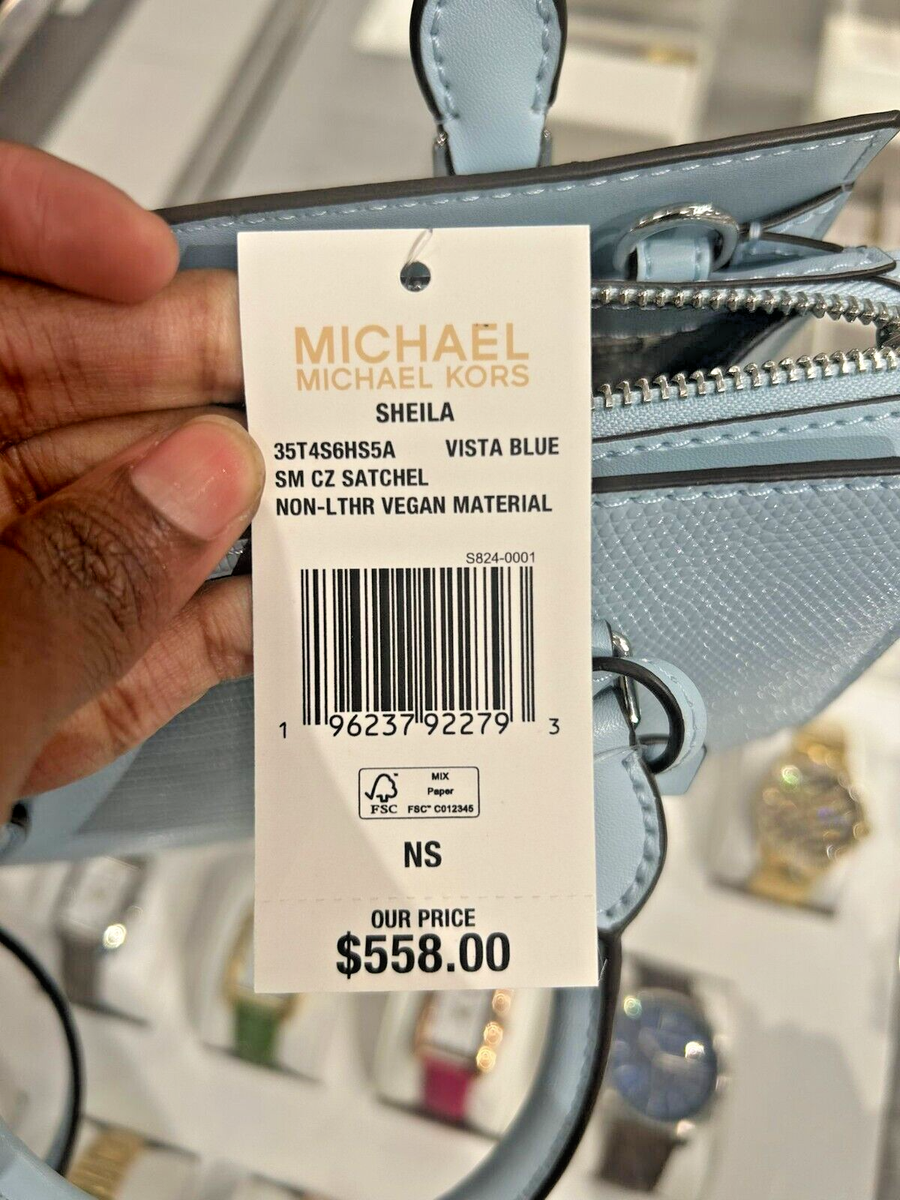 MICHAEL
MICHAEL KORS
SHEILA
35T4S6HS5A VISTA BLUE
SM CZ SATCHEL
NON-LTHR VEGAN MATERIAL
S824-0001
1 96237 92279 3
FSC
MIX
Paper
FSC™ C012345
NS
OUR PRICE
$558.00